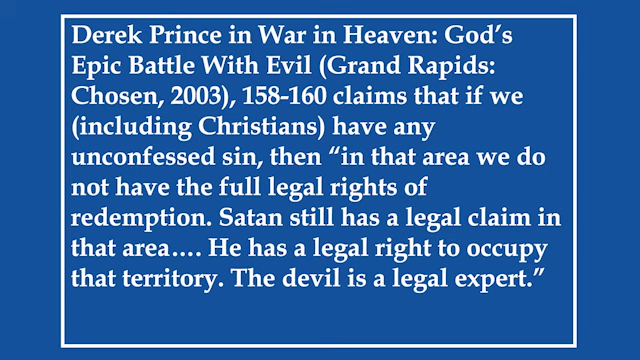 Derek Prince in War in Heaven: God’s
Epic Battle With Evil (Grand Rapids:
Chosen, 2003), 158-160 claims that if we
(including Christians) have any
unconfessed sin, then “in that area we do
not have the full legal rights of
redemption. Satan still has a legal claim in
that area…. He has a legal right to occupy
that territory. The devil is a legal expert.”